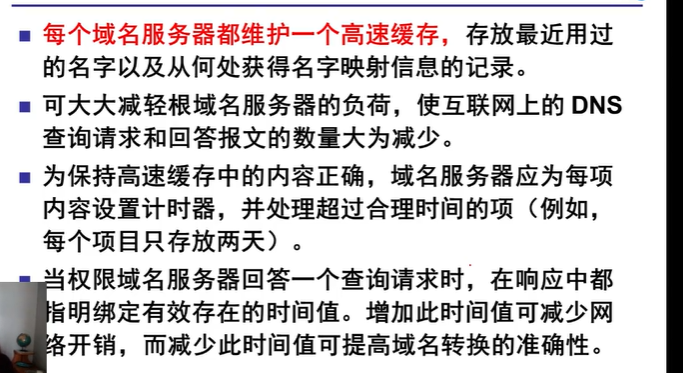 每个域名服务器都维护一个高速缓存，存放最近用过
的名字以及从何处获得名字映射信息的记录。
可大大减轻根域名服务器的负荷，使互联网上的 DNS
查询请求和回答报文的数量大为减少。
为保持高速缓存中的内容正确，域名服务器应为每项
内容设置计时器，并处理超过合理时间的项（例如，
每个项目只存放两天）。
当权限域名服务器回答一个查询请求时，在响应中都
指明绑定有效存在的时间值。增加此时间值可减少网
络开销，而减少此时间值可提高域名转换的准确性。